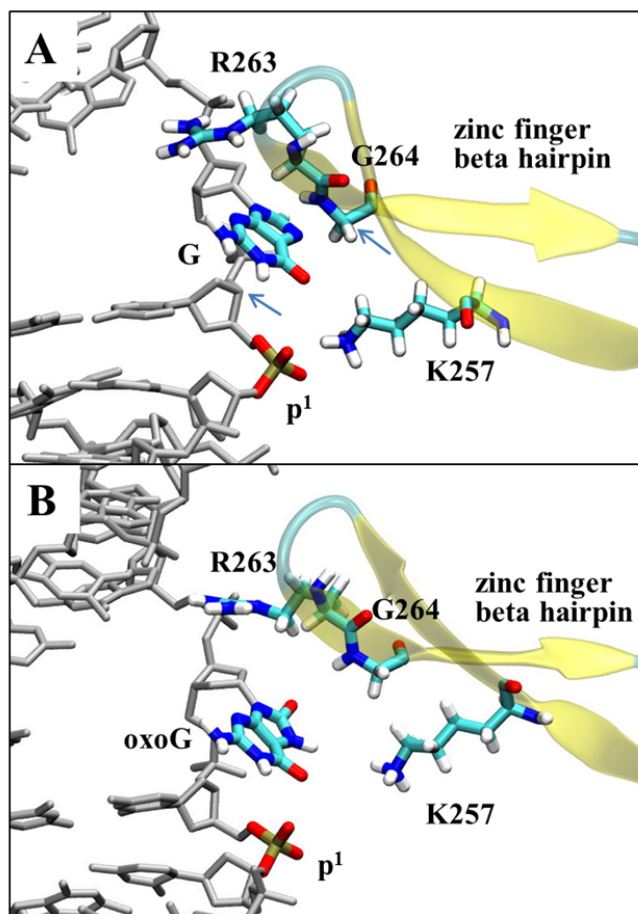 A
R263
G264
zinc finger
beta hairpin
G
K257
p¹
B
R263
G264
zinc finger
beta hairpin
oxoG
K257
p¹